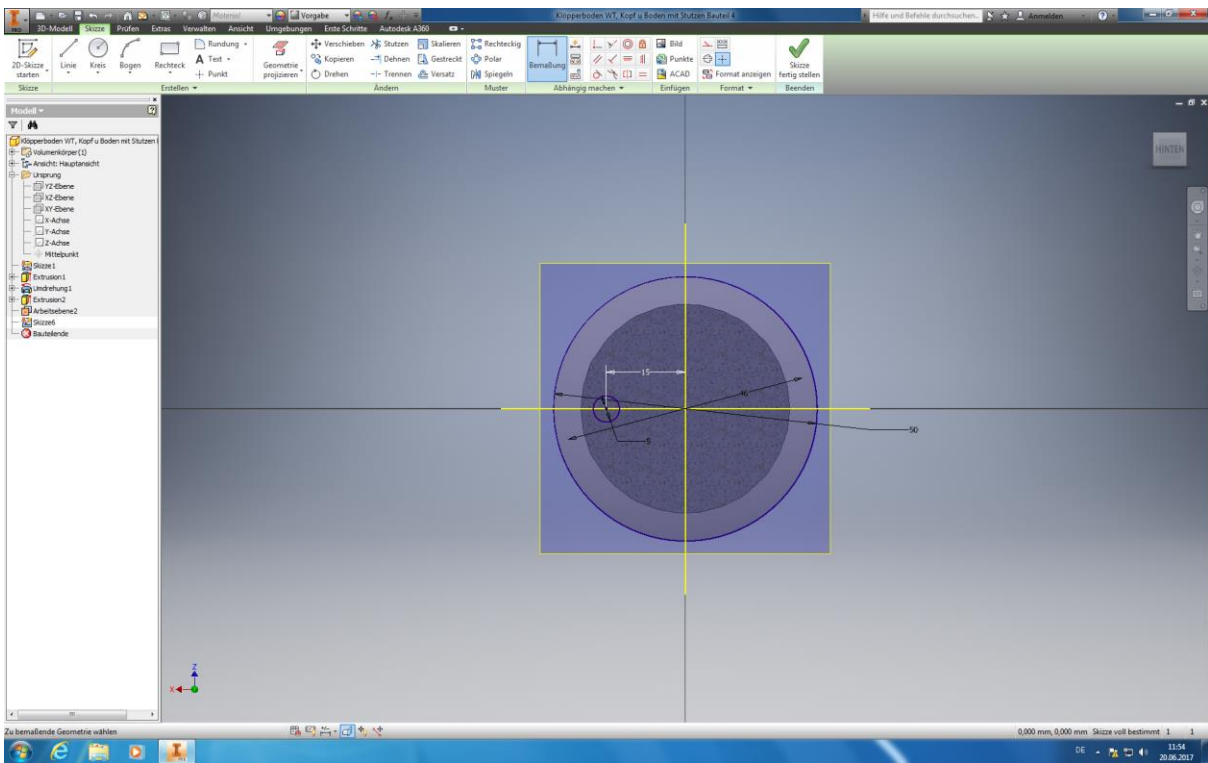 Material Vorgabe Klöpperboden WT, Kopf u Boden mit Stutzen Bauteil 4 Hilfe und Befehle durchsuchen... Anmelden
PRO 3D-Modell Skizze Prüfen Extras Verwalten Ansicht Umgebungen Erste Schritte Autodesk A360
2D-Skizze starten
Linie
Kreis
Bogen
Rechteck
Rundung
Text
Punkt
Geometrie projizieren
Verschieben
Kopieren
Drehen
Stutzen
Dehnen
Trennen
Skalieren
Gestreckt
Versatz
Rechteckig
Polar
Spiegeln
Bemaßung
Bild
Punkte
ACAD
Format anzeigen
Skizze fertig stellen
Skizze Erstellen Ändern Muster Abhängig machen Einfügen Format Beenden
Modell
Klöpperboden WT, Kopf u Boden mit Stutzen
Volumenkörper(1)
Ansicht: Hauptansicht
Ursprung
YZ-Ebene
XZ-Ebene
XY-Ebene
X-Achse
Y-Achse
Z-Achse
Mittelpunkt
Skizze1
Extrusion1
Umdrehung1
Extrusion2
Arbeitsebene2
Skizze6
Bauteilende
HINTEN
15
46
50
5
Z
X
Zu bemaßende Geometrie wählen
0,000 mm, 0,000 mm Skizze voll bestimmt 1 1
DE
11:54
20.06.2017